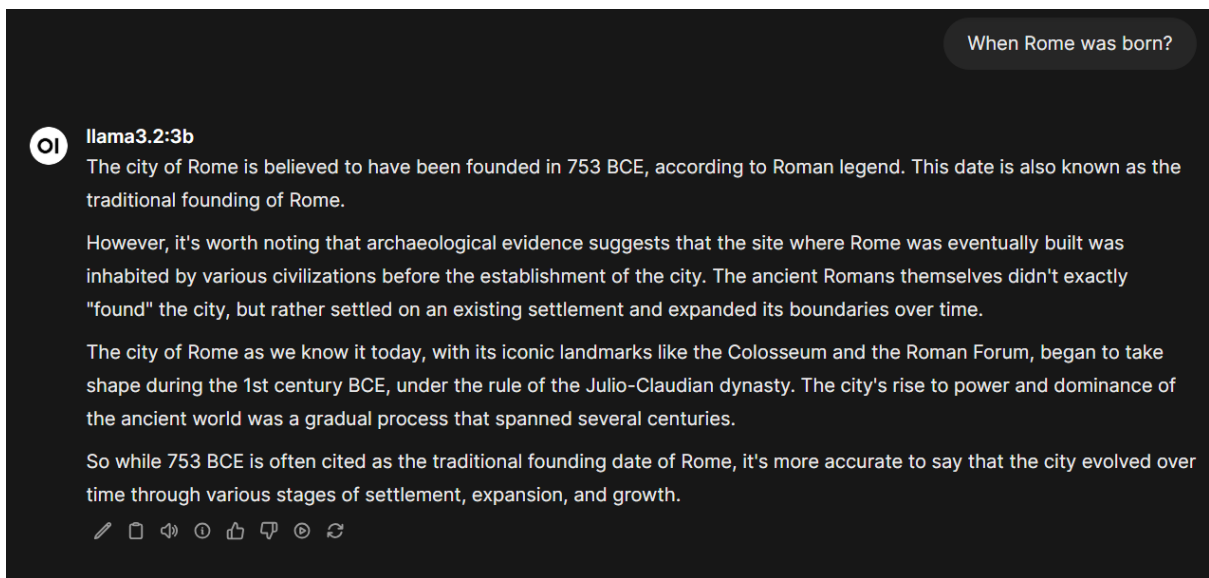 When Rome was born?
OI
llama3.2:3b
The city of Rome is believed to have been founded in 753 BCE, according to Roman legend. This date is also known as the
traditional founding of Rome.
However, it's worth noting that archaeological evidence suggests that the site where Rome was eventually built was
inhabited by various civilizations before the establishment of the city. The ancient Romans themselves didn't exactly
"found" the city, but rather settled on an existing settlement and expanded its boundaries over time.
The city of Rome as we know it today, with its iconic landmarks like the Colosseum and the Roman Forum, began to take
shape during the 1st century BCE, under the rule of the Julio-Claudian dynasty. The city's rise to power and dominance of
the ancient world was a gradual process that spanned several centuries.
So while 753 BCE is often cited as the traditional founding date of Rome, it's more accurate to say that the city evolved over
time through various stages of settlement, expansion, and growth.